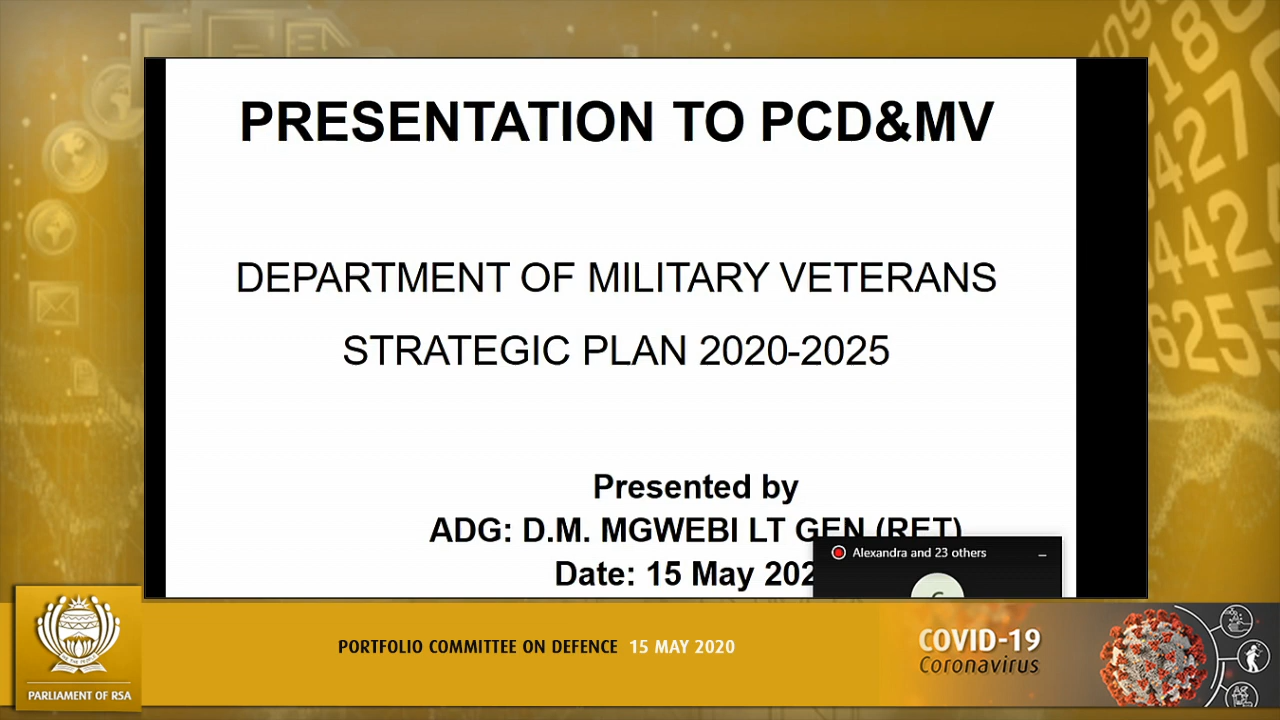 PRESENTATION TO PCD&MV
DEPARTMENT OF MILITARY VETERANS
STRATEGIC PLAN 2020-2025
Presented by
ADG: D.M. MGWEBI LT GEN (RET)
Date: 15 May 202
Alexandra and 23 others
PORTFOLIO COMMITTEE ON DEFENCE 15 MAY 2020
COVID-19
Coronavirus
PARLIAMENT OF RSA